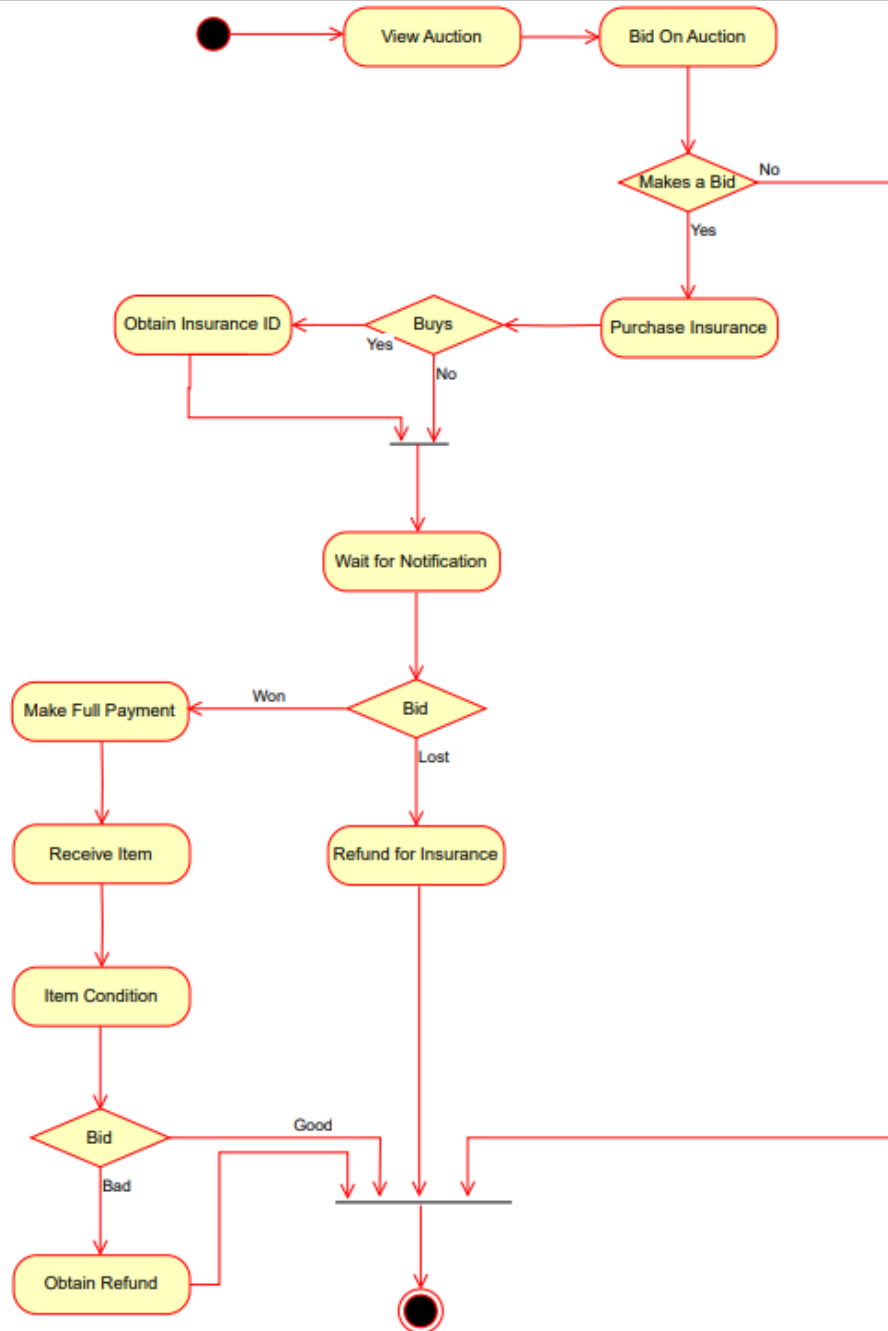 View Auction
Bid On Auction
Makes a Bid
No
Yes
Obtain Insurance ID
Buys
Purchase Insurance
Yes
No
Wait for Notification
Make Full Payment
Won
Bid
Lost
Receive Item
Refund for Insurance
Item Condition
Bid
Good
Bad
Obtain Refund